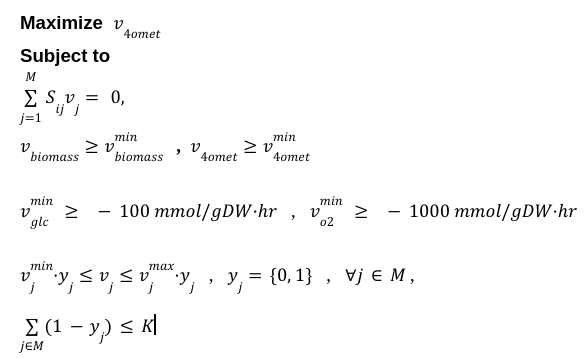 Maximize v_4omet
Subject to
M
∑ S_ij v_j = 0,
j=1
v_biomass ≥ v_biomass^min , v_4omet ≥ v_4omet^min
v_glc^min ≥ − 100 mmol/gDW·hr , v_o2^min ≥ − 1000 mmol/gDW·hr
v_j^min·y_j ≤ v_j ≤ v_j^max·y_j , y_j = {0, 1} , ∀j ∈ M ,
∑ (1 − y_j) ≤ K
j∈M